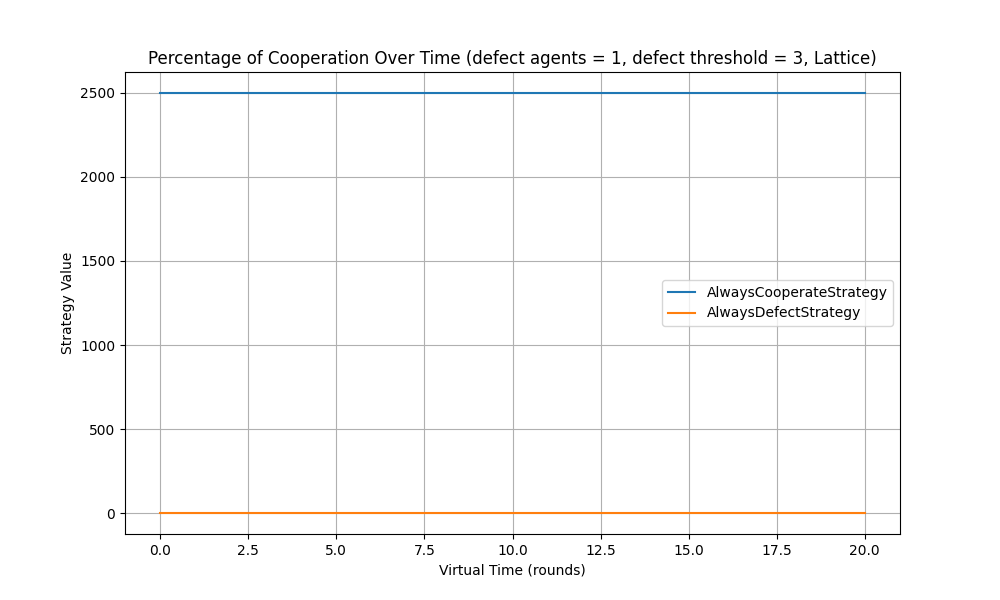 Percentage of Cooperation Over Time (defect agents = 1, defect threshold = 3, Lattice)
2500
2000
1500
1000
500
0
Strategy Value
AlwaysCooperateStrategy
AlwaysDefectStrategy
0.0 2.5 5.0 7.5 10.0 12.5 15.0 17.5 20.0
Virtual Time (rounds)